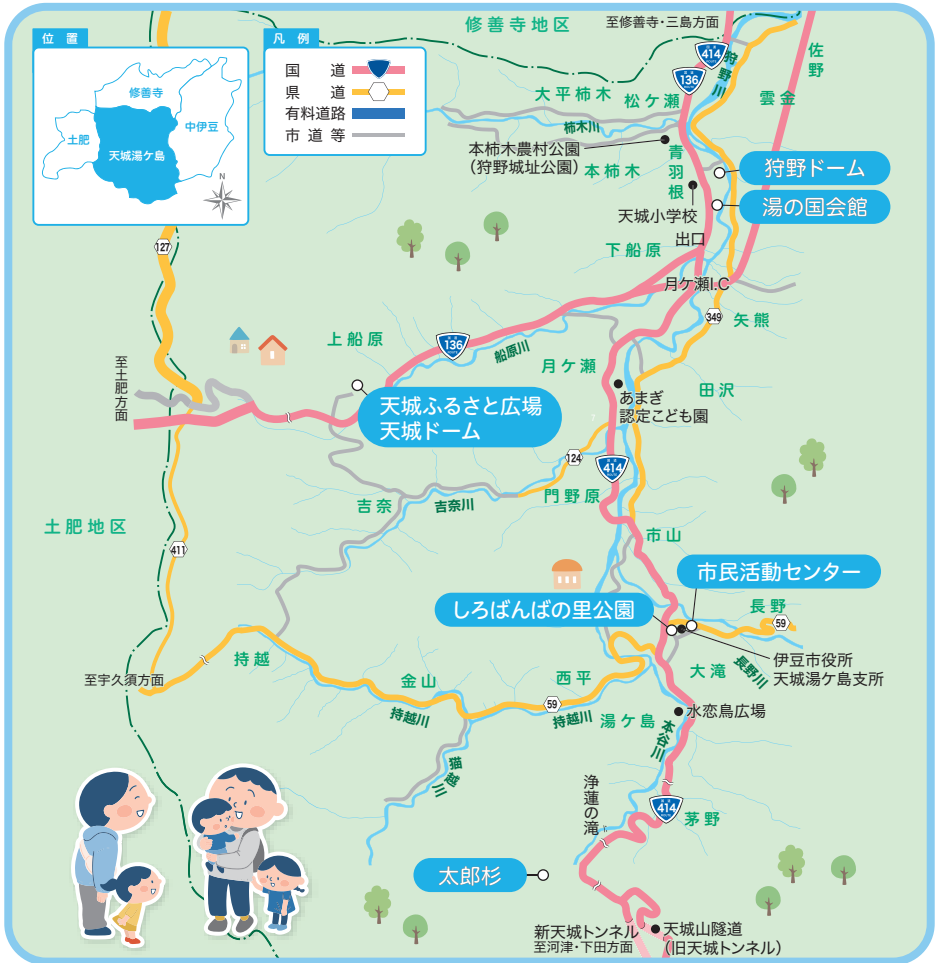 位置
修善寺
土肥
中伊豆
天城湯ケ島
N
凡例
国道
県道
有料道路
市道等
修善寺地区
至修善寺・三島方面
414
狩野川
佐野
136
大平柿木
松ケ瀬
雲金
柿木川
本柿木農村公園
(狩野城址公園)
本柿木
青羽根
狩野ドーム
天城小学校
湯の国会館
出口
下船原
127
月ケ瀬I.C
349
矢熊
上船原
136
船原川
月ケ瀬
至土肥方面
田沢
あまぎ
認定こども園
天城ふるさと広場
天城ドーム
124
414
吉奈
吉奈川
門野原
土肥地区
411
市山
市民活動センター
しろばんばの里公園
長野
59
持越
伊豆市役所
天城湯ケ島支所
大滝
長野川
至宇久須方面
金山
西平
59
持越川
持越川
湯ケ島
水恋鳥広場
本谷川
猫越川
浄蓮の滝
414
茅野
太郎杉
新天城トンネル
至河津・下田方面
天城山隧道
(旧天城トンネル)